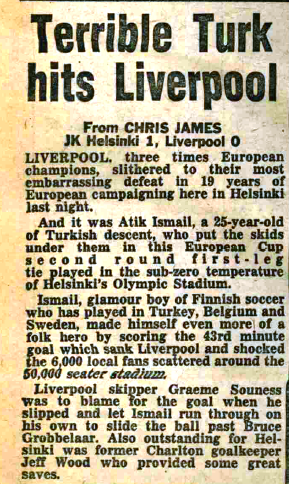 Terrible Turk
hits Liverpool
From CHRIS JAMES
JK Helsinki 1, Liverpool 0
LIVERPOOL, three times European
champions, slithered to their most
embarrassing defeat in 19 years of
European campaigning here in Helsinki
last night.
And it was Atik Ismail, a 25-year-old
of Turkish descent, who put the skids
under them in this European Cup
second round first-leg
tie played in the sub-zero temperature
of Helsinki's Olympic Stadium.
Ismail, glamour boy of Finnish soccer
who has played in Turkey, Belgium and
Sweden, made himself even more of a
folk hero by scoring the 43rd minute
goal which sank Liverpool and shocked
the 6,000 local fans scattered around the
50,000 seater stadium.
Liverpool skipper Graeme Souness
was to blame for the goal when he
slipped and let Ismail run through on
his own to slide the ball past Bruce
Grobbelaar. Also outstanding for Hel-
sinki was former Charlton goalkeeper
Jeff Wood who provided some great
saves.